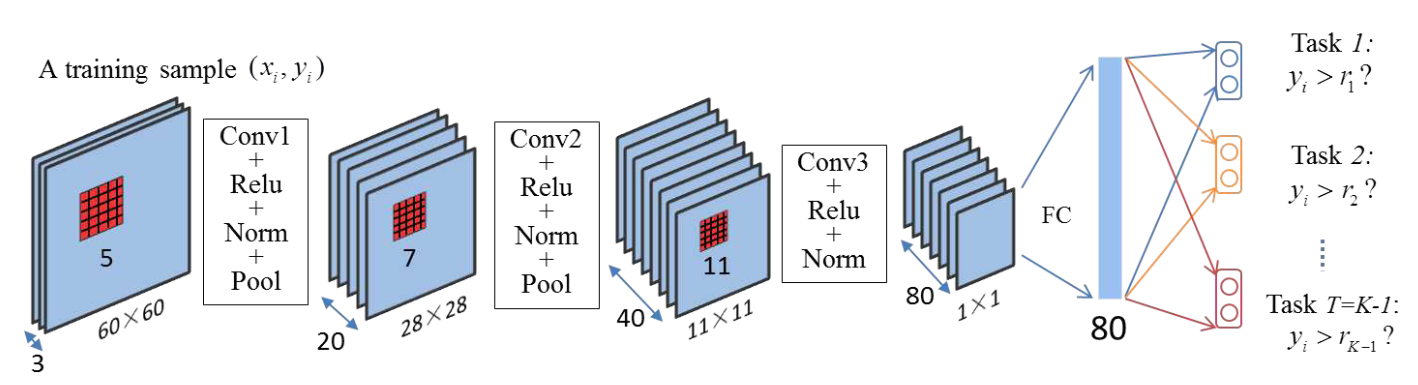 A training sample (x_i, y_i)
5
60×60
3
Conv1
+
Relu
+
Norm
+
Pool
7
28×28
20
Conv2
+
Relu
+
Norm
+
Pool
11
11×11
40
Conv3
+
Relu
+
Norm
80
1×1
FC
80
Task 1:
y_i > r_1?
Task 2:
y_i > r_2?
Task T=K-1:
y_i > r_{K-1}?